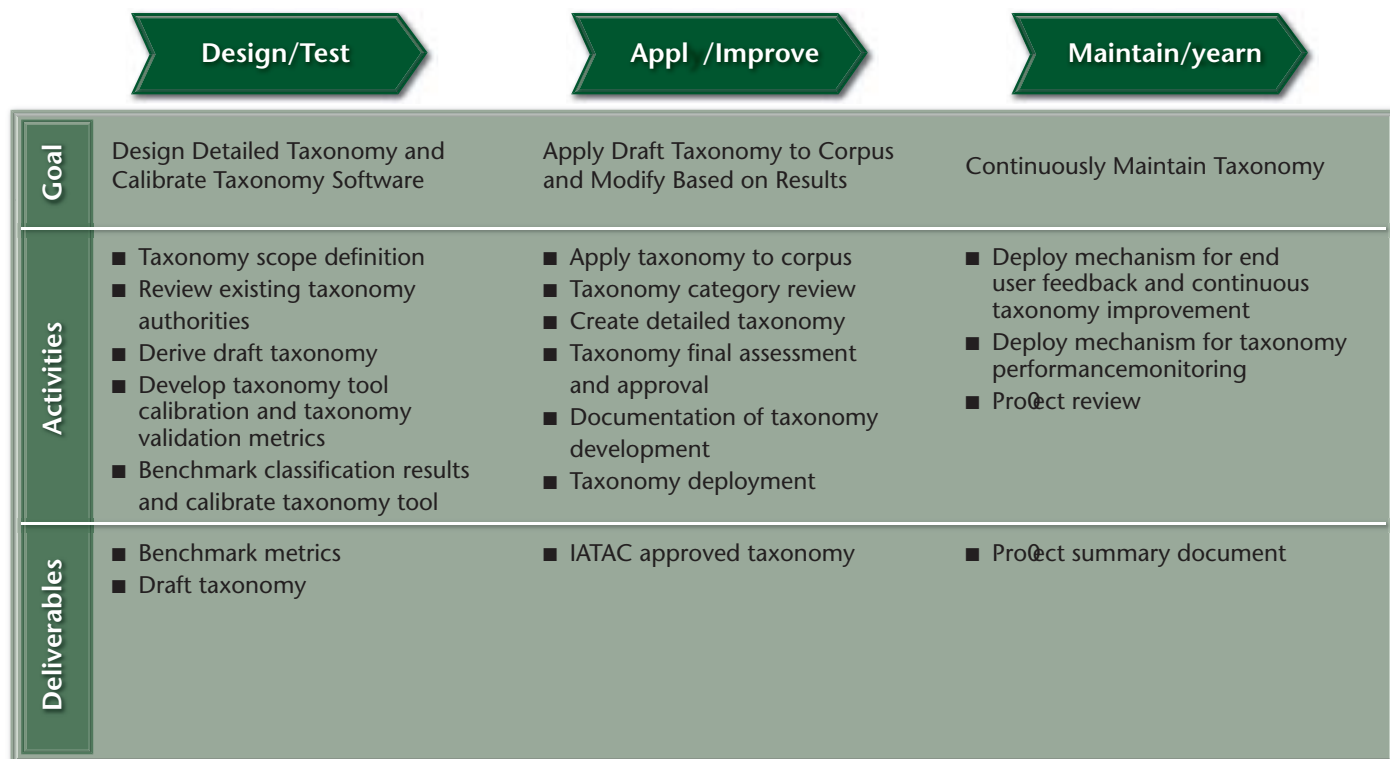 Design/Test
Appl /Improve
Maintain/yearn
Goal
Design Detailed Taxonomy and
Calibrate Taxonomy Software
Apply Draft Taxonomy to Corpus
and Modify Based on Results
Continuously Maintain Taxonomy
Activities
■ Taxonomy scope definition
■ Review existing taxonomy
authorities
■ Derive draft taxonomy
■ Develop taxonomy tool
calibration and taxonomy
validation metrics
■ Benchmark classification results
and calibrate taxonomy tool
■ Apply taxonomy to corpus
■ Taxonomy category review
■ Create detailed taxonomy
■ Taxonomy final assessment
and approval
■ Documentation of taxonomy
development
■ Taxonomy deployment
■ Deploy mechanism for end
user feedback and continuous
taxonomy improvement
■ Deploy mechanism for taxonomy
performancemonitoring
■ Pro0ect review
Deliverables
■ Benchmark metrics
■ Draft taxonomy
■ IATAC approved taxonomy
■ Pro0ect summary document